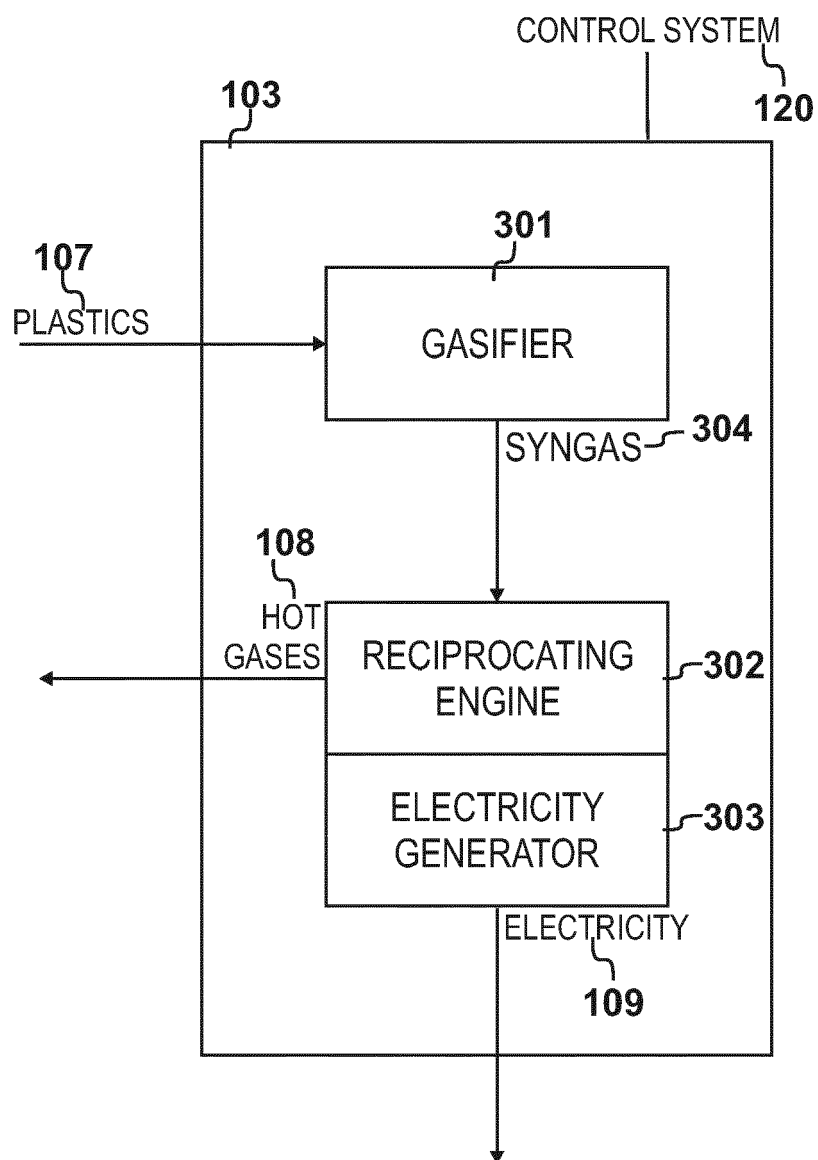 CONTROL SYSTEM
120
103
301
107
PLASTICS
GASIFIER
SYNGAS
304
108
HOT
GASES
RECIPROCATING
ENGINE
302
ELECTRICITY
GENERATOR
303
ELECTRICITY
109